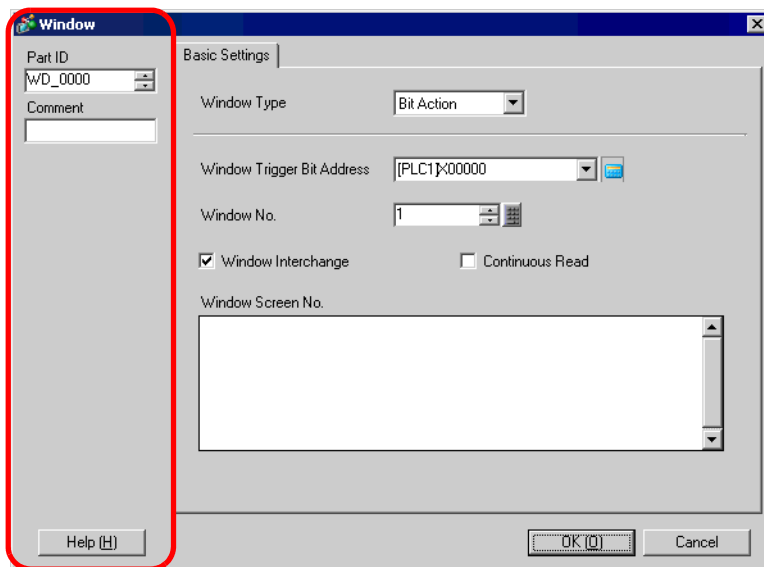 Window
Part ID
WD_0000
Comment
Basic Settings
Window Type
Bit Action
Window Trigger Bit Address
[PLC1]X00000
Window No.
1
Window Interchange
Continuous Read
Window Screen No.
Help (H)
OK (O)
Cancel